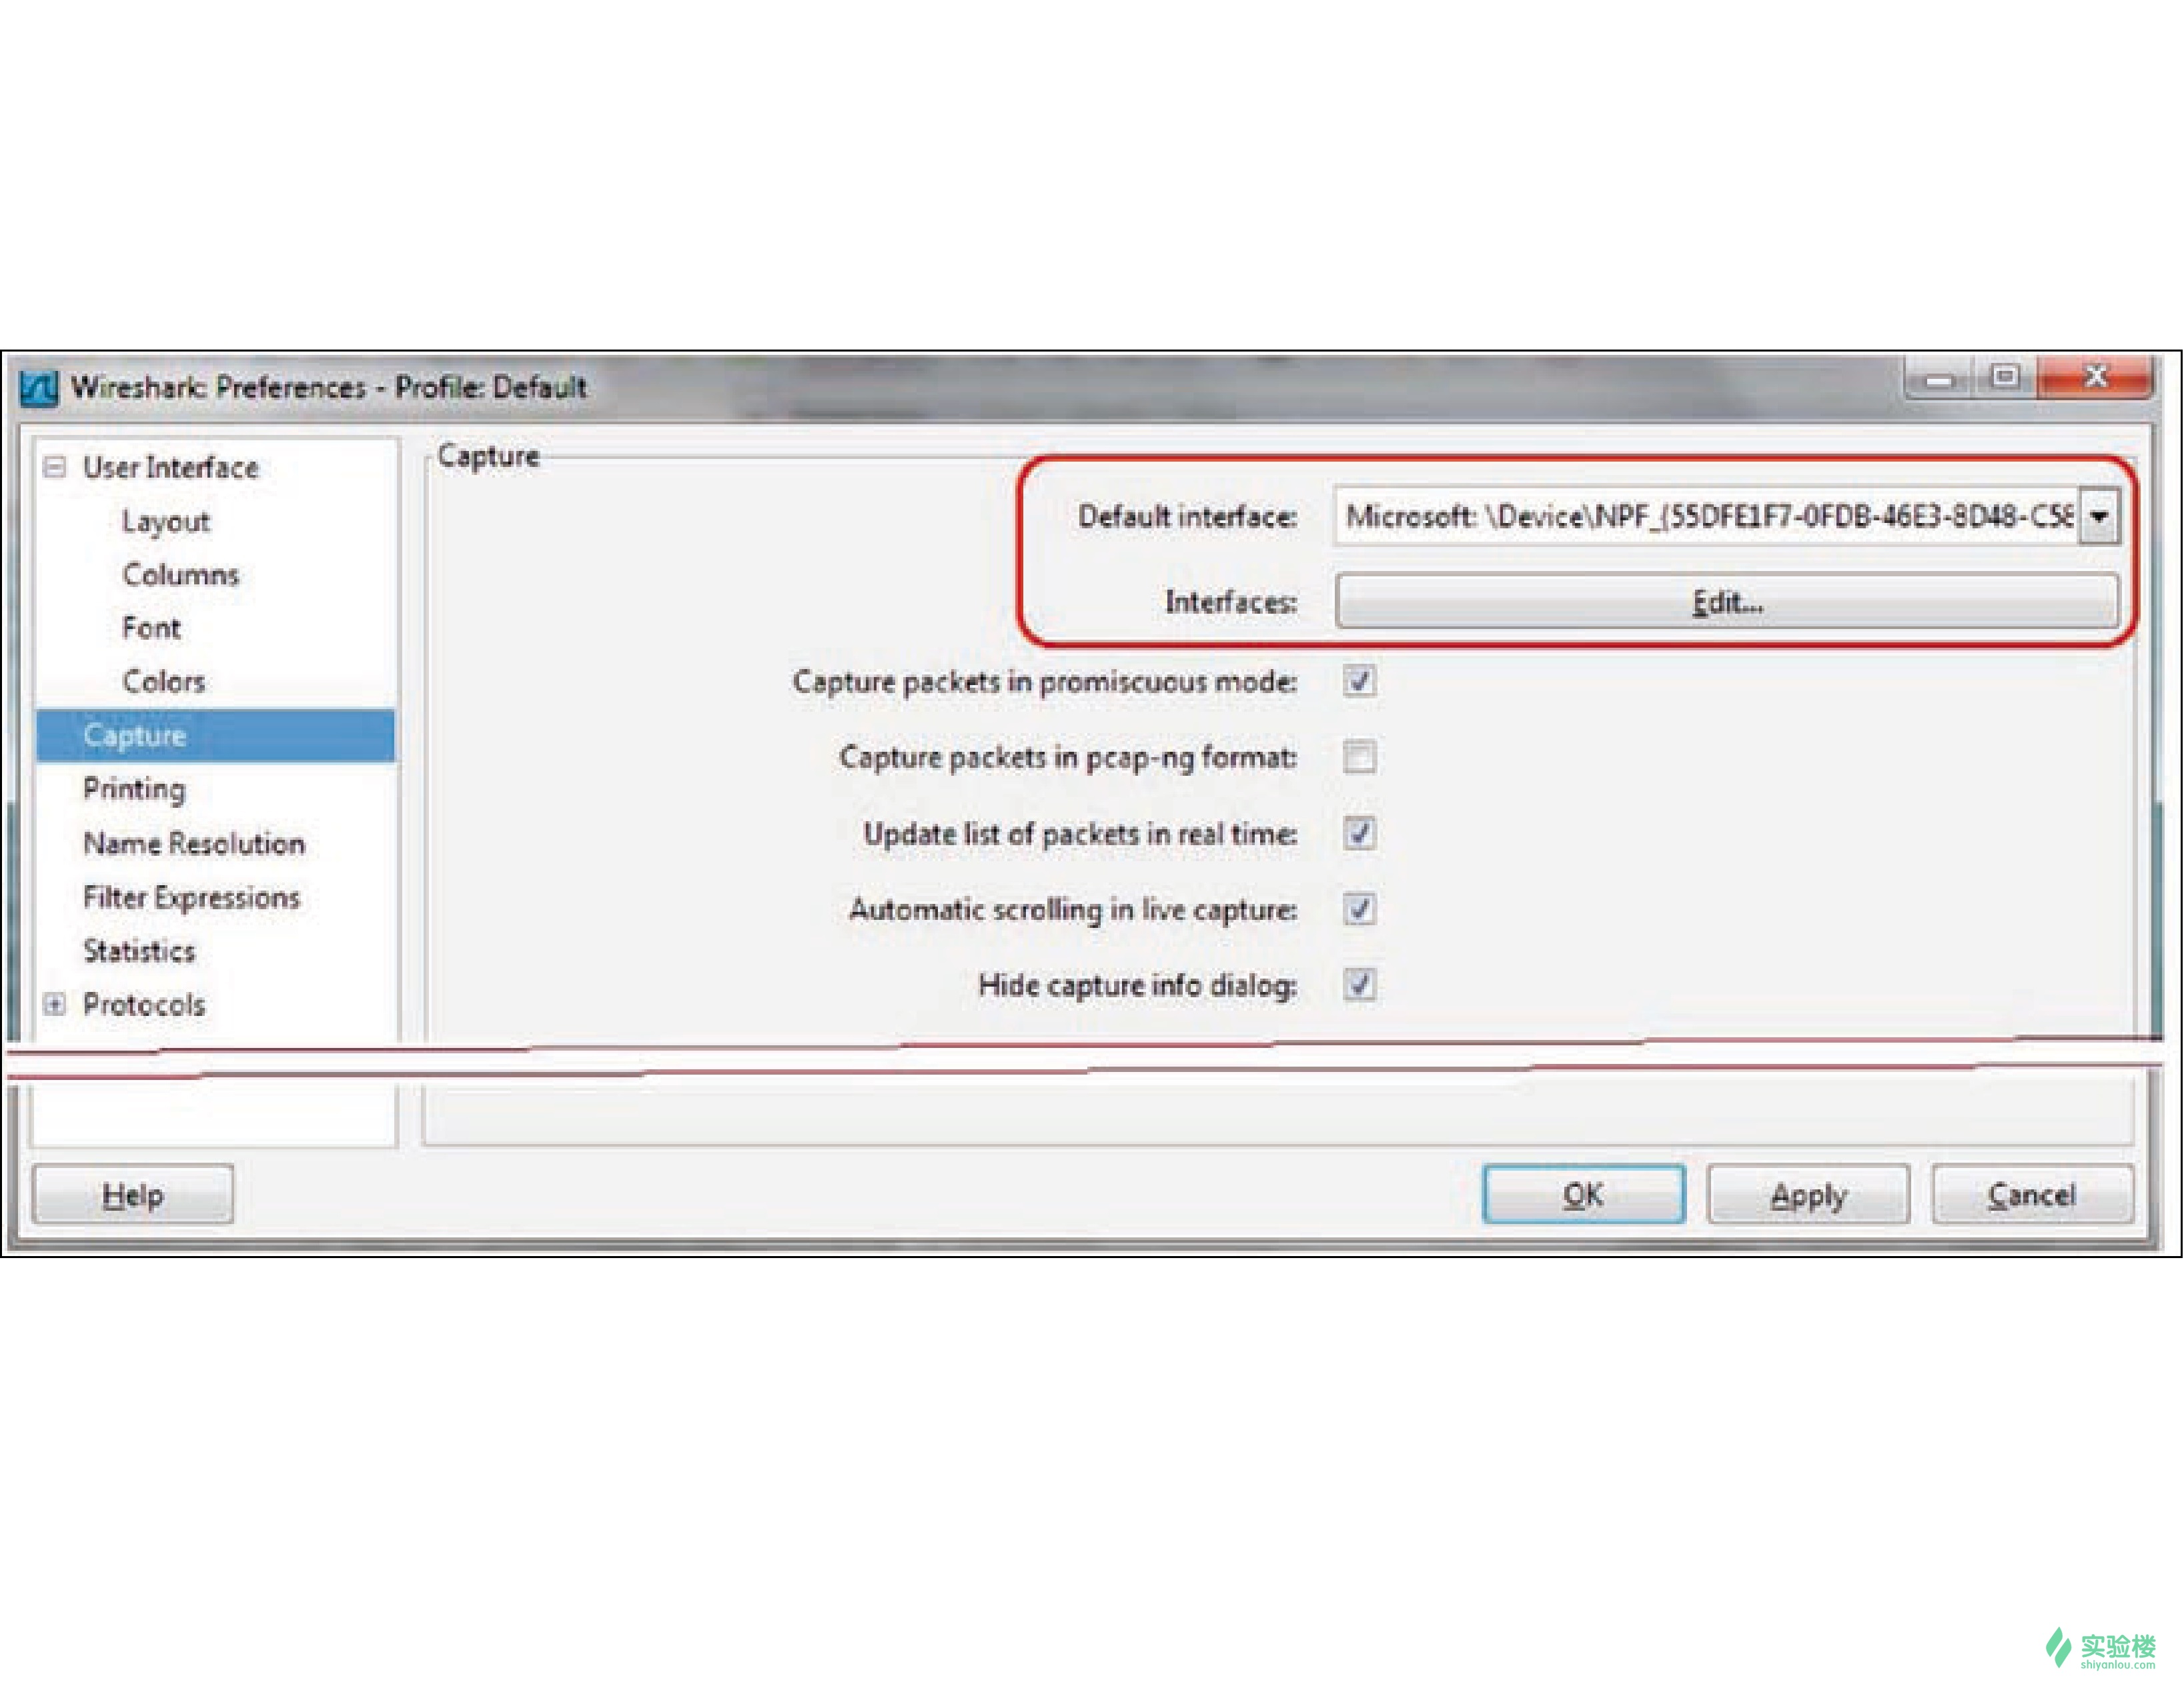 Wireshark: Preferences - Profile: Default
User Interface
Layout
Columns
Font
Colors
Capture
Printing
Name Resolution
Filter Expressions
Statistics
Protocols
Capture
Default interface: Microsoft: \Device\NPF_{55DFE1F7-0FDB-46E3-8D48-C58
Interfaces: Edit...
Capture packets in promiscuous mode:
Capture packets in pcap-ng format:
Update list of packets in real time:
Automatic scrolling in live capture:
Hide capture info dialog:
Help
OK
Apply
Cancel
实验楼
shiyanlou.com